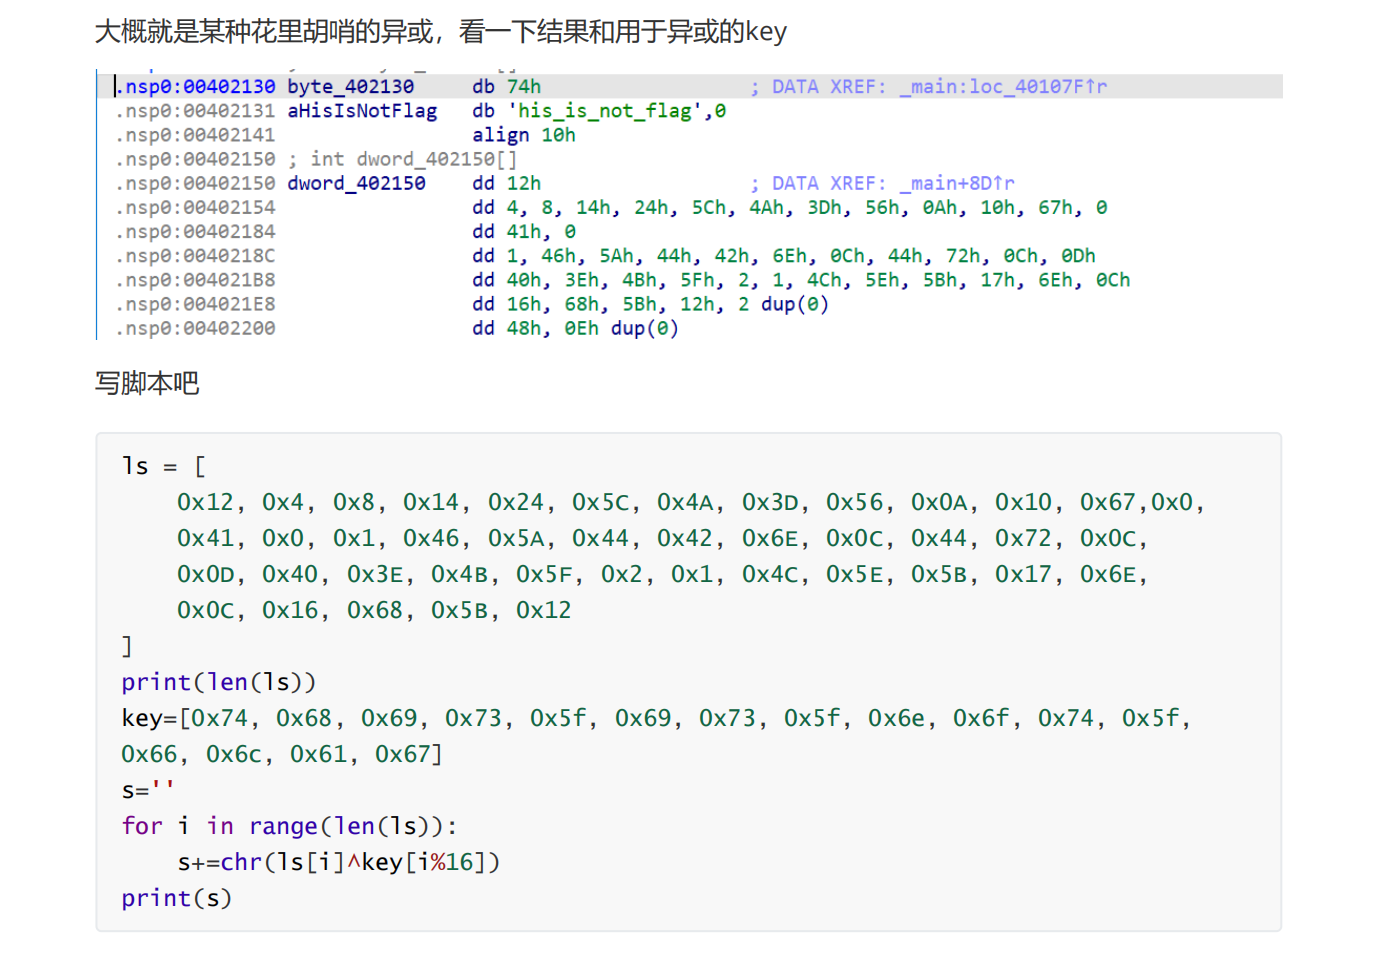 大概就是某种花里胡哨的异或，看一下结果和用于异或的key
.nsp0:00402130 byte_402130 db 74h ; DATA XREF: _main:loc_40107F↑r
.nsp0:00402131 aHisIsNotFlag db 'his_is_not_flag',0
.nsp0:00402141 align 10h
.nsp0:00402150 ; int dword_402150[]
.nsp0:00402150 dword_402150 dd 12h ; DATA XREF: _main+8D↑r
.nsp0:00402154 dd 4, 8, 14h, 24h, 5Ch, 4Ah, 3Dh, 56h, 0Ah, 10h, 67h, 0
.nsp0:00402184 dd 41h, 0
.nsp0:0040218C dd 1, 46h, 5Ah, 44h, 42h, 6Eh, 0Ch, 44h, 72h, 0Ch, 0Dh
.nsp0:004021B8 dd 40h, 3Eh, 4Bh, 5Fh, 2, 1, 4Ch, 5Eh, 5Bh, 17h, 6Eh, 0Ch
.nsp0:004021E8 dd 16h, 68h, 5Bh, 12h, 2 dup(0)
.nsp0:00402200 dd 48h, 0Eh dup(0)
写脚本吧
ls = [
0x12, 0x4, 0x8, 0x14, 0x24, 0x5C, 0x4A, 0x3D, 0x56, 0x0A, 0x10, 0x67,0x0,
0x41, 0x0, 0x1, 0x46, 0x5A, 0x44, 0x42, 0x6E, 0x0C, 0x44, 0x72, 0x0C,
0x0D, 0x40, 0x3E, 0x4B, 0x5F, 0x2, 0x1, 0x4C, 0x5E, 0x5B, 0x17, 0x6E,
0x0C, 0x16, 0x68, 0x5B, 0x12
]
print(len(ls))
key=[0x74, 0x68, 0x69, 0x73, 0x5f, 0x69, 0x73, 0x5f, 0x6e, 0x6f, 0x74, 0x5f,
0x66, 0x6c, 0x61, 0x67]
s=''
for i in range(len(ls)):
s+=chr(ls[i]^key[i%16])
print(s)